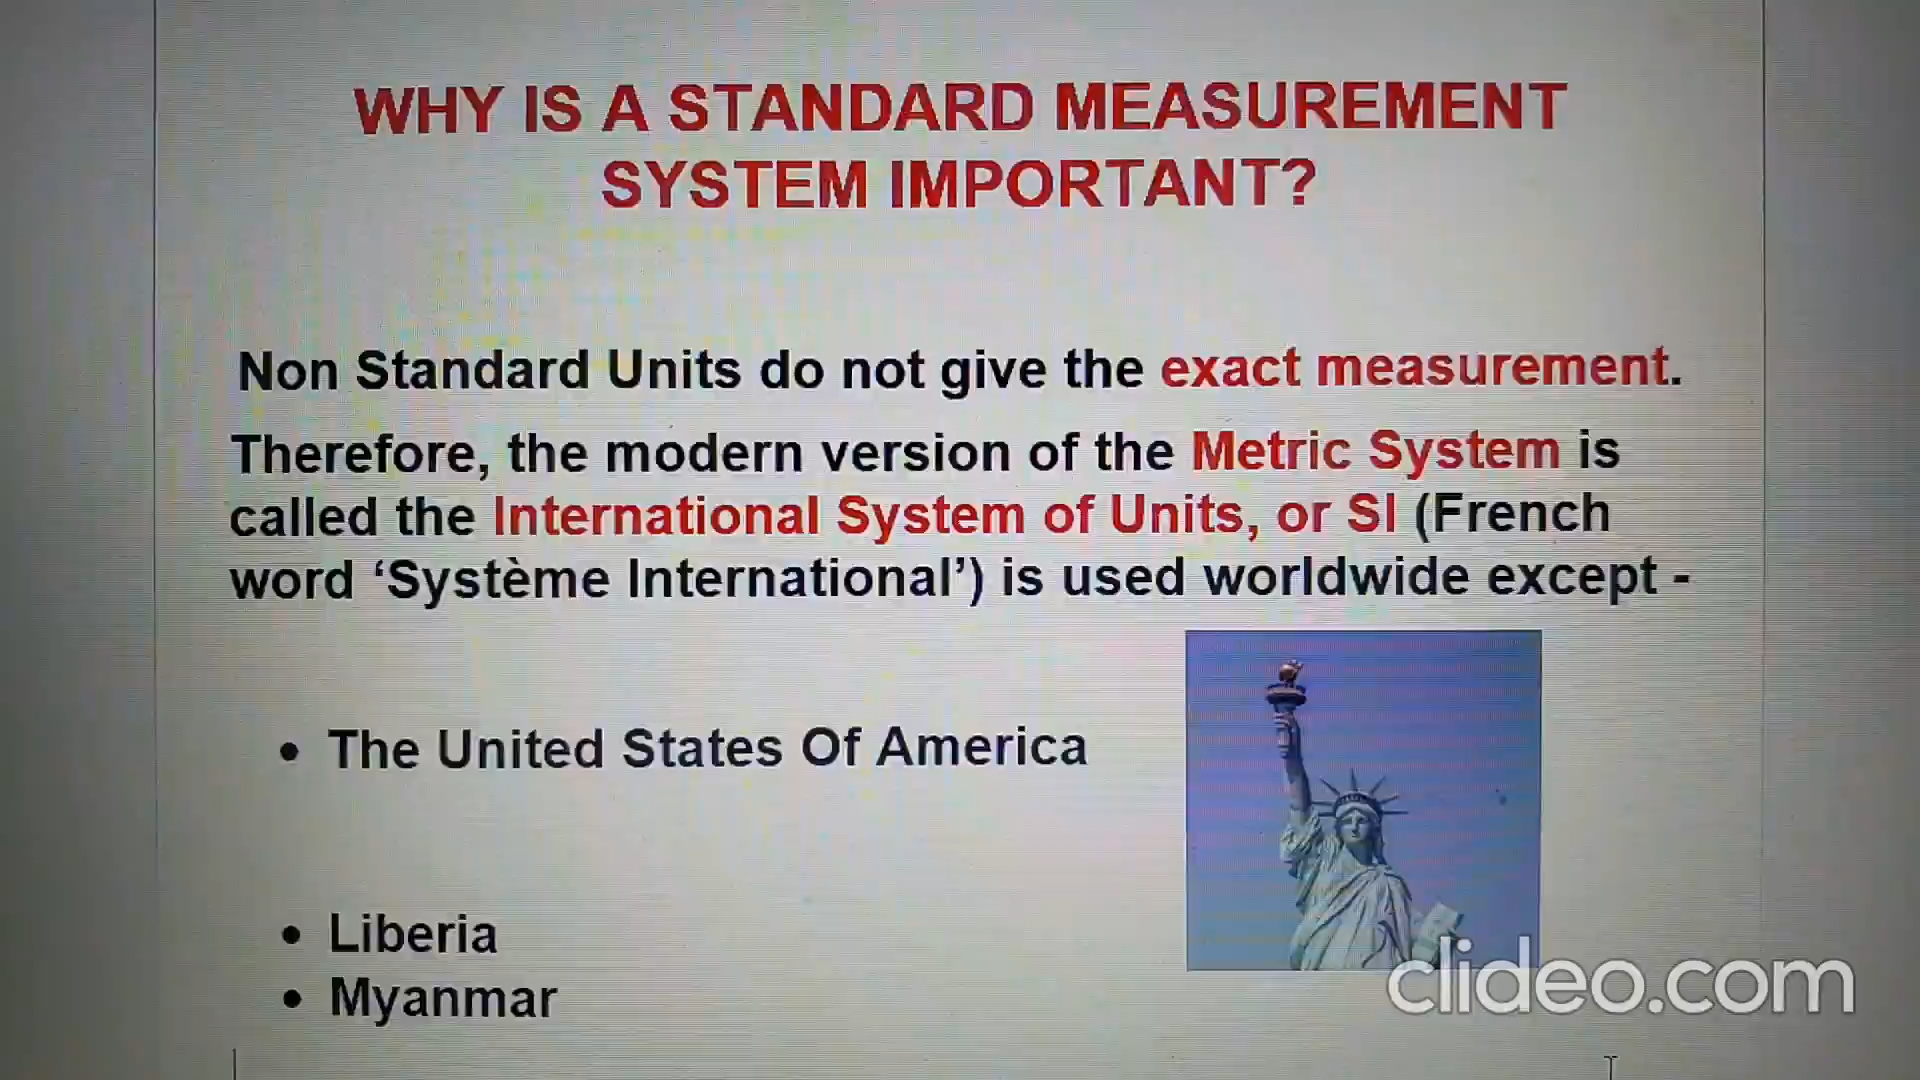 WHY IS A STANDARD MEASUREMENT
SYSTEM IMPORTANT?
Non Standard Units do not give the exact measurement.
Therefore, the modern version of the Metric System is
called the International System of Units, or SI (French
word ‘Système International’) is used worldwide except -
• The United States Of America
• Liberia
• Myanmar
clideo.com